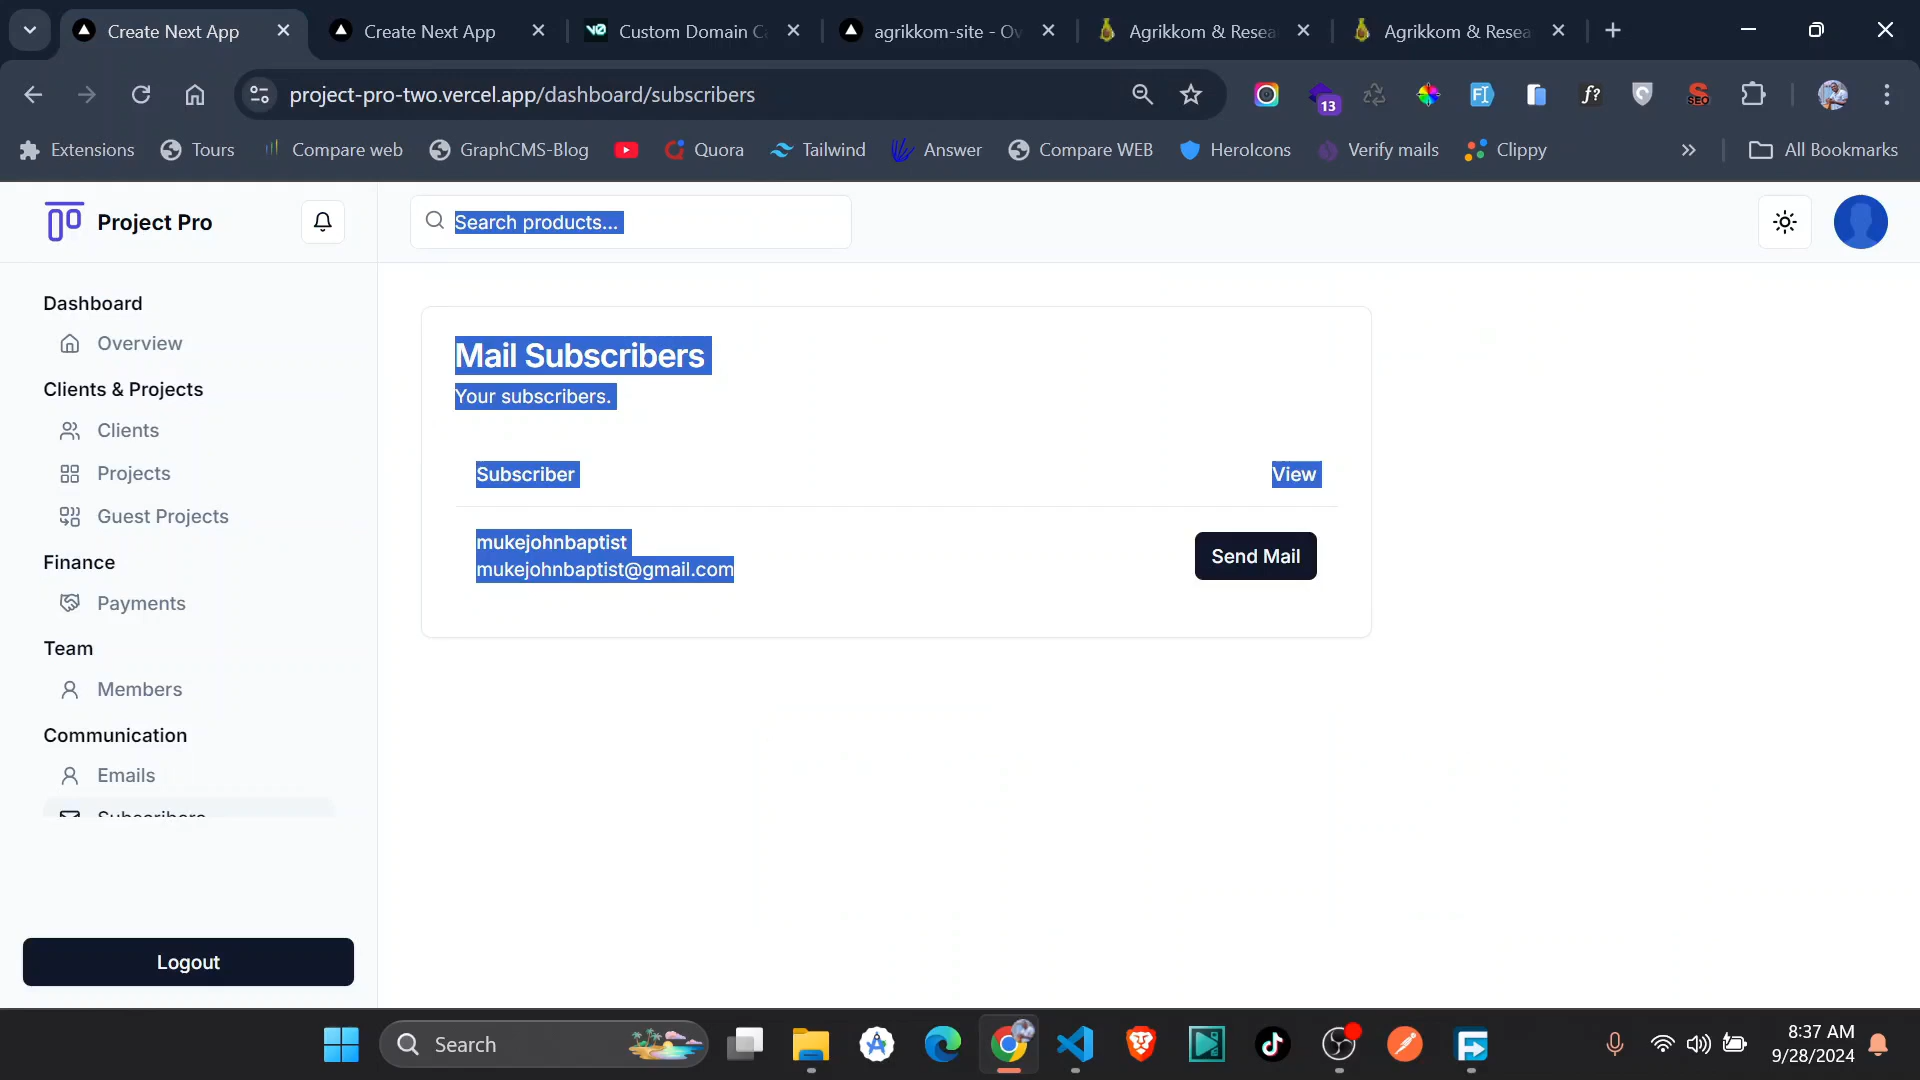 Create Next App
Create Next App
Custom Domain C
agrikkom-site - Ov
Agrikkom & Resea
Agrikkom & Resea
project-pro-two.vercel.app/dashboard/subscribers
13
SEO
Extensions
Tours
Compare web
GraphCMS-Blog
Quora
Tailwind
Answer
Compare WEB
HeroIcons
Verify mails
Clippy
All Bookmarks
Project Pro
Search products...
Dashboard
Overview
Clients & Projects
Clients
Projects
Guest Projects
Finance
Payments
Team
Members
Communication
Emails
Subscribers
Logout
Mail Subscribers
Your subscribers.
Subscriber View
mukejohnbaptist
mukejohnbaptist@gmail.com
Send Mail
Search
8:37 AM
9/28/2024